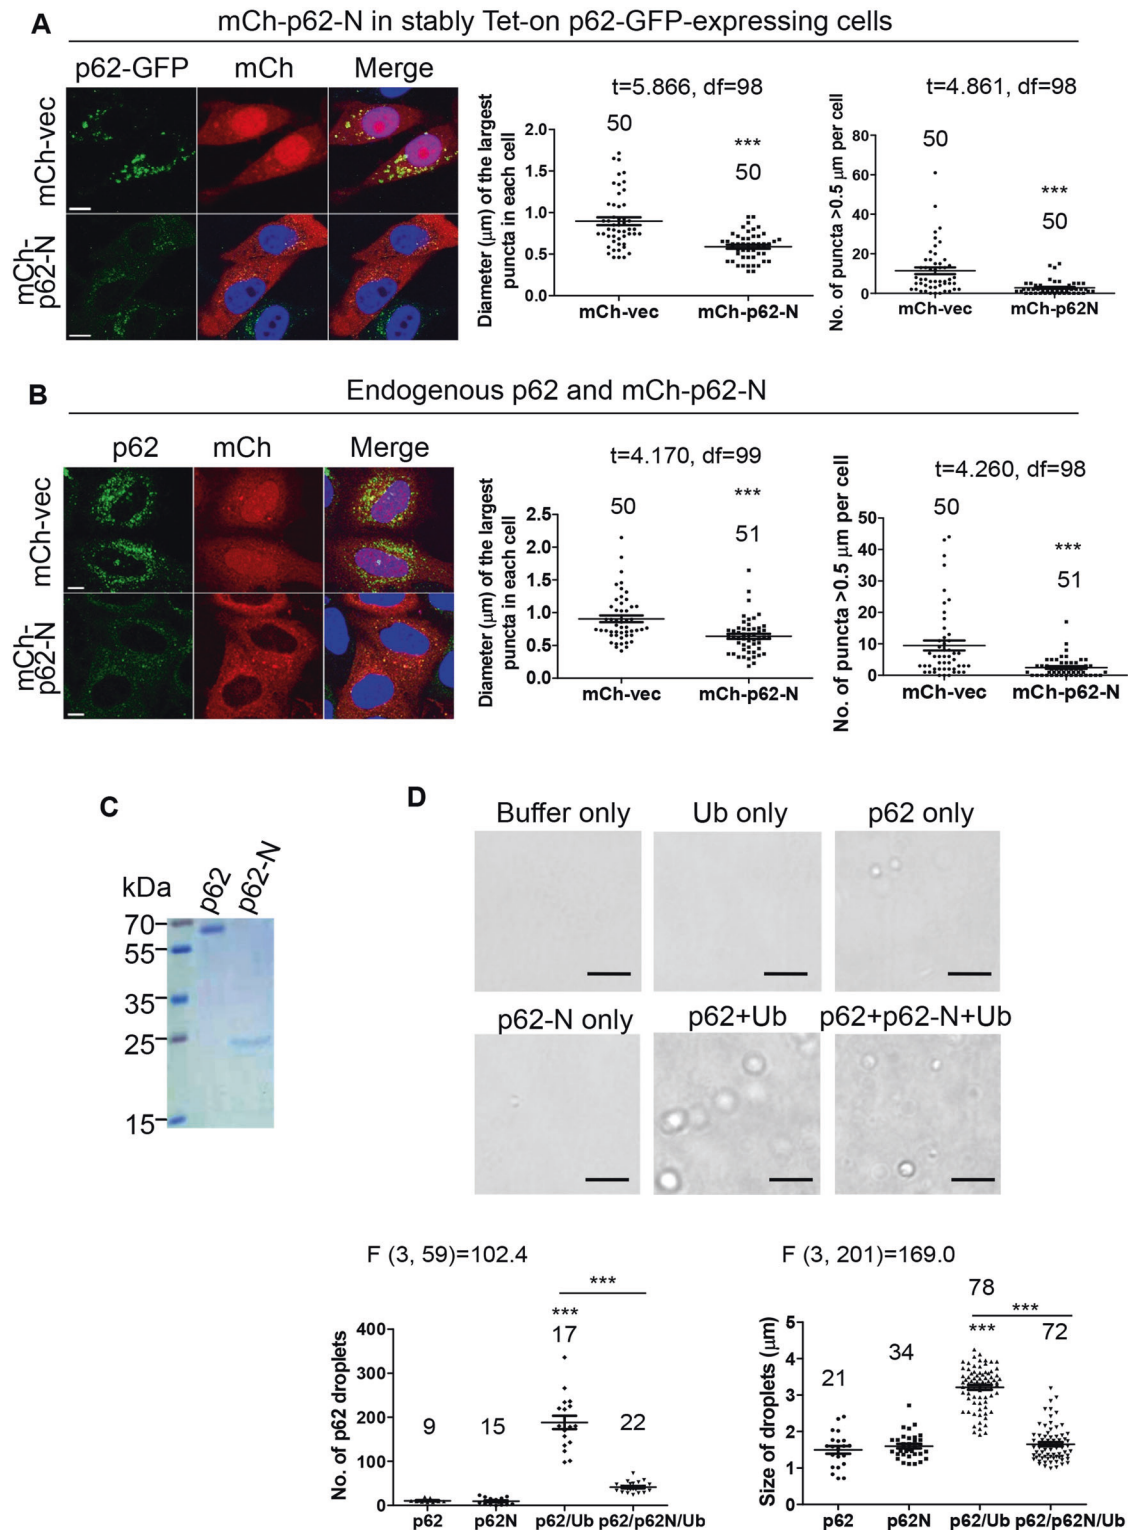 A
mCh-p62-N in stably Tet-on p62-GFP-expressing cells
p62-GFP mCh Merge
mCh-vec
mCh-
p62-N
t=5.866, df=98
50
***
50
Diameter (µm) of the largest
puncta in each cell
2.0
1.5
1.0
0.5
0.0
mCh-vec mCh-p62-N
t=4.861, df=98
50
***
50
No. of puncta >0.5 µm per cell
80
60
40
20
0
mCh-vec mCh-p62N
B
Endogenous p62 and mCh-p62-N
p62 mCh Merge
mCh-vec
mCh-
p62-N
t=4.170, df=99
50
***
51
Diameter (µm) of the largest
puncta in each cell
2.5
2.0
1.5
1.0
0.5
0.0
mCh-vec mCh-p62-N
t=4.260, df=98
50
***
51
No. of puncta >0.5 µm per cell
50
40
30
20
10
0
mCh-vec mCh-p62-N
C
kDa
p62
p62-N
70
55
35
25
15
D
Buffer only Ub only p62 only
p62-N only p62+Ub p62+p62-N+Ub
F (3, 59)=102.4
***
***
9 15 17 22
No. of p62 droplets
400
300
200
100
0
p62 p62N p62/Ub p62/p62N/Ub
F (3, 201)=169.0
78
***
***
21 34 72
Size of droplets (µm)
5
4
3
2
1
0
p62 p62N p62/Ub p62/p62N/Ub